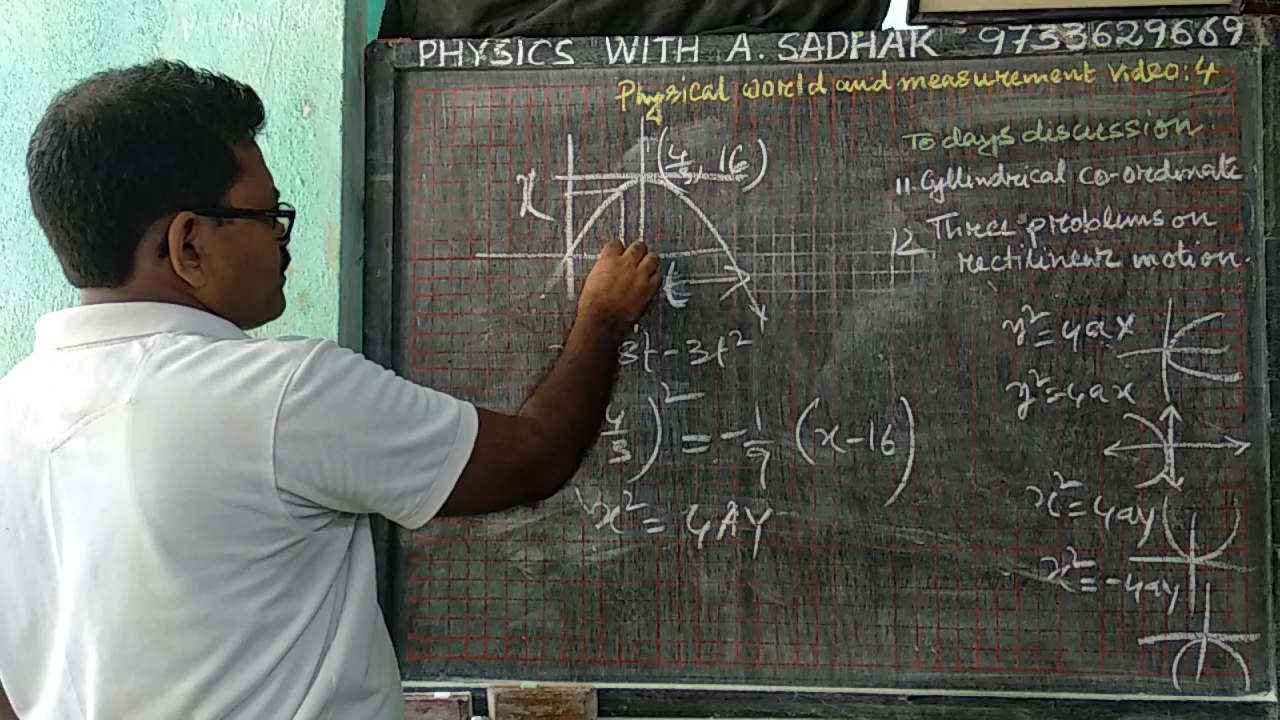 PHYSICS WITH A. SADHAK 9733629669
Physical world and measurement video: 4
To days discussion.
11. Cyllindrical co-ordinate
12 Three problems on
rectilinear motion.
(4/3, 16)
x
t
8t-3t²
4/3)² = -1/9 (x-16)
x² = 4AY
y²=4ax
y²=4ax
x²=4ay
x²=-4ay